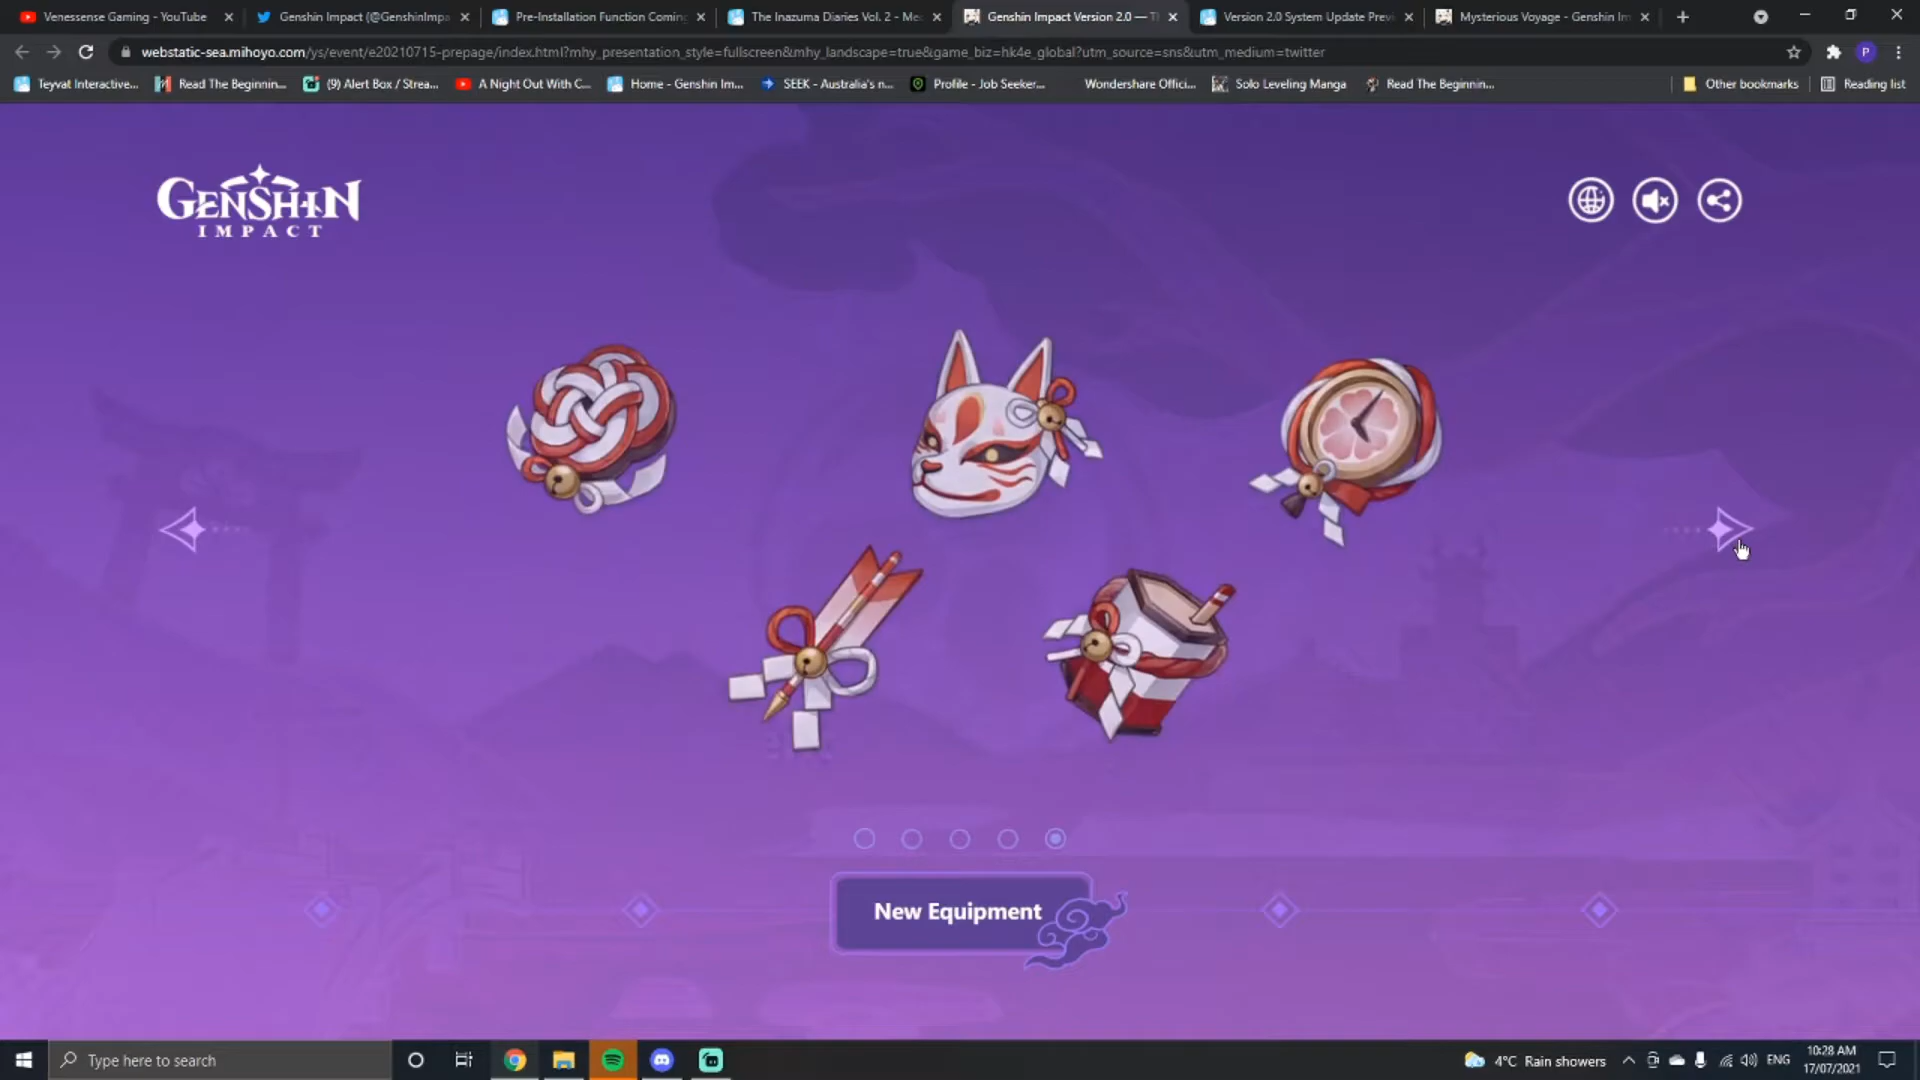 Venessense Gaming - YouTube
Genshin Impact (@GenshinImpa
Pre-Installation Function Coming
The Inazuma Diaries Vol. 2 - Me
Genshin Impact Version 2.0 — T
Version 2.0 System Update Previ
Mysterious Voyage - Genshin Im
webstatic-sea.mihoyo.com/ys/event/e20210715-prepage/index.html?mhy_presentation_style=fullscreen&mhy_landscape=true&game_biz=hk4e_global?utm_source=sns&utm_medium=twitter
P
Teyvat Interactive...
Read The Beginnin...
(9) Alert Box / Strea...
A Night Out With C...
Home - Genshin Im...
SEEK - Australia's n...
Profile - Job Seeker...
Wondershare Offici...
Solo Leveling Manga
Read The Beginnin...
Other bookmarks
Reading list
GENSHIN
IMPACT
New Equipment
Type here to search
4°C Rain showers
ENG
10:28 AM
17/07/2021